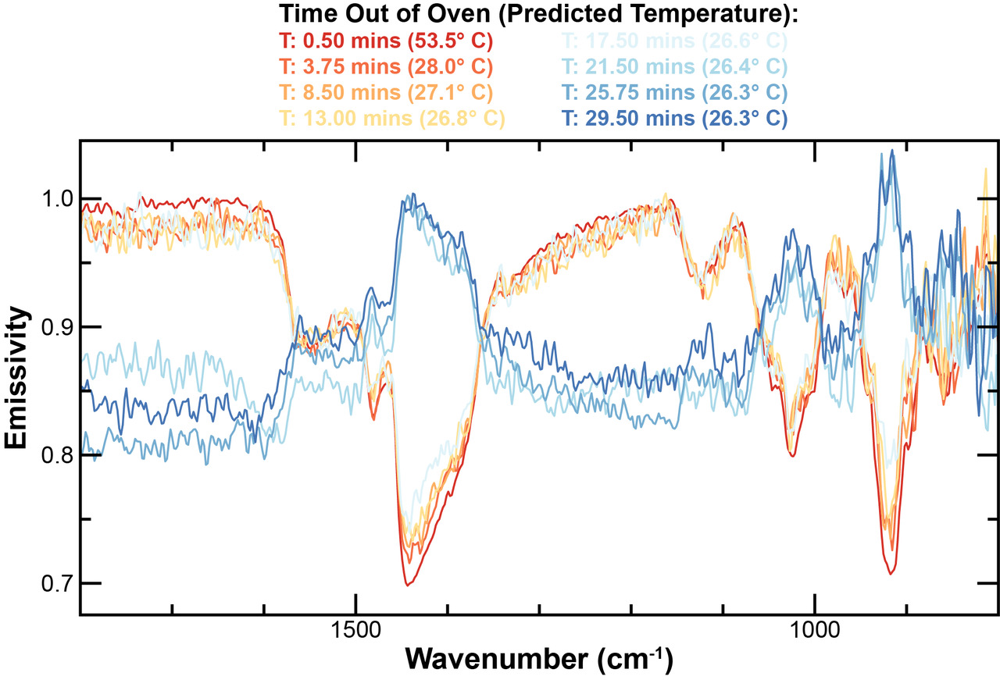 Time Out of Oven (Predicted Temperature):
T: 0.50 mins (53.5° C)
T: 3.75 mins (28.0° C)
T: 8.50 mins (27.1° C)
T: 13.00 mins (26.8° C)
T: 17.50 mins (26.6° C)
T: 21.50 mins (26.4° C)
T: 25.75 mins (26.3° C)
T: 29.50 mins (26.3° C)
Emissivity
1.0
0.9
0.8
0.7
1500
1000
Wavenumber (cm⁻¹)